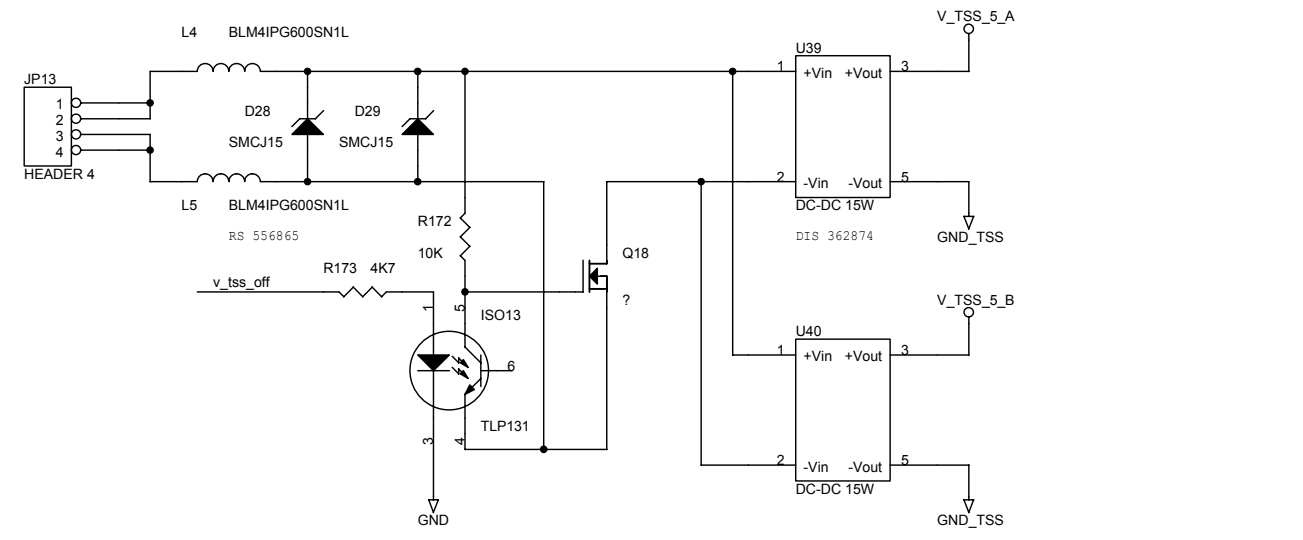 V_TSS_5_A
L4 BLM4IPG600SN1L
U39
JP13
1 +Vin +Vout 3
1
2
3
4
D28
SMCJ15
D29
SMCJ15
HEADER 4
2 -Vin -Vout 5
L5 BLM4IPG600SN1L
DC-DC 15W
RS 556865
R172
10K
DIS 362874
GND_TSS
Q18
R173 4K7
v_tss_off
?
1
5
ISO13
V_TSS_5_B
U40
1 +Vin +Vout 3
6
TLP131
3
4
2 -Vin -Vout 5
DC-DC 15W
GND
GND_TSS